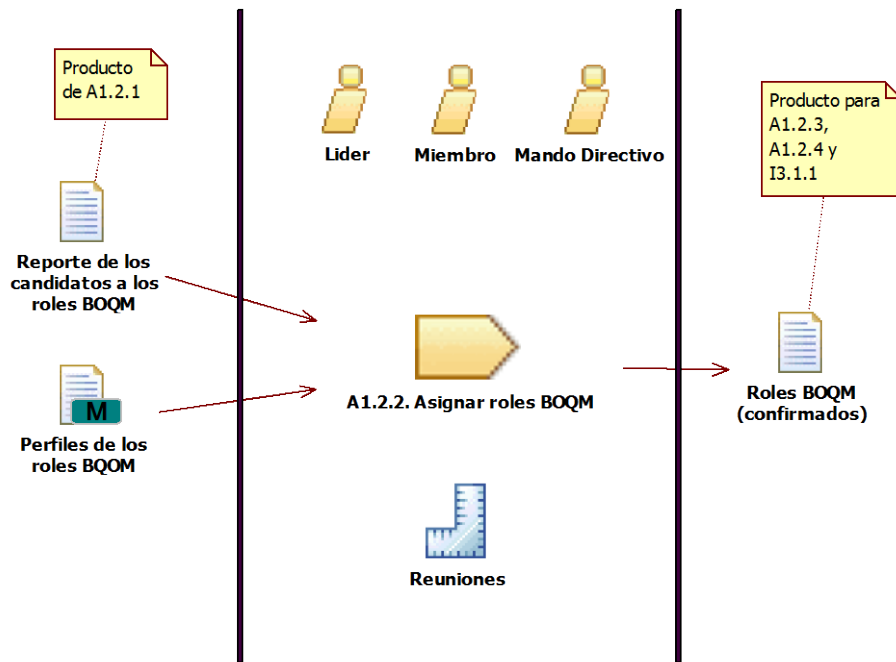 Producto
de A1.2.1
Reporte de los
candidatos a los
roles BOQM
M
Perfiles de los
roles BQOM
Lider
Miembro
Mando Directivo
A1.2.2. Asignar roles BOQM
Reuniones
Producto para
A1.2.3,
A1.2.4 y
I3.1.1
Roles BOQM
(confirmados)